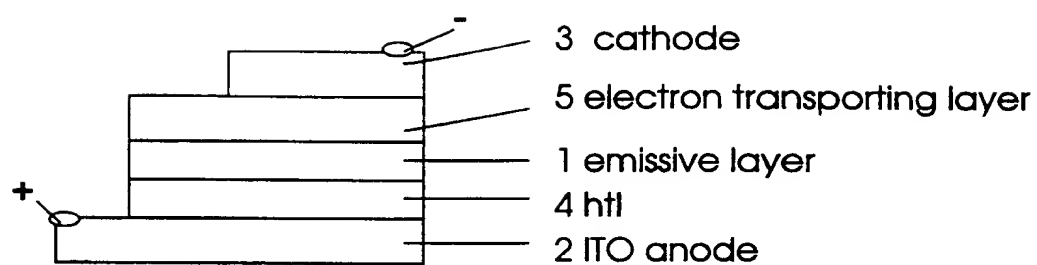 -
3 cathode
5 electron transporting layer
1 emissive layer
+
4 htl
2 ITO anode